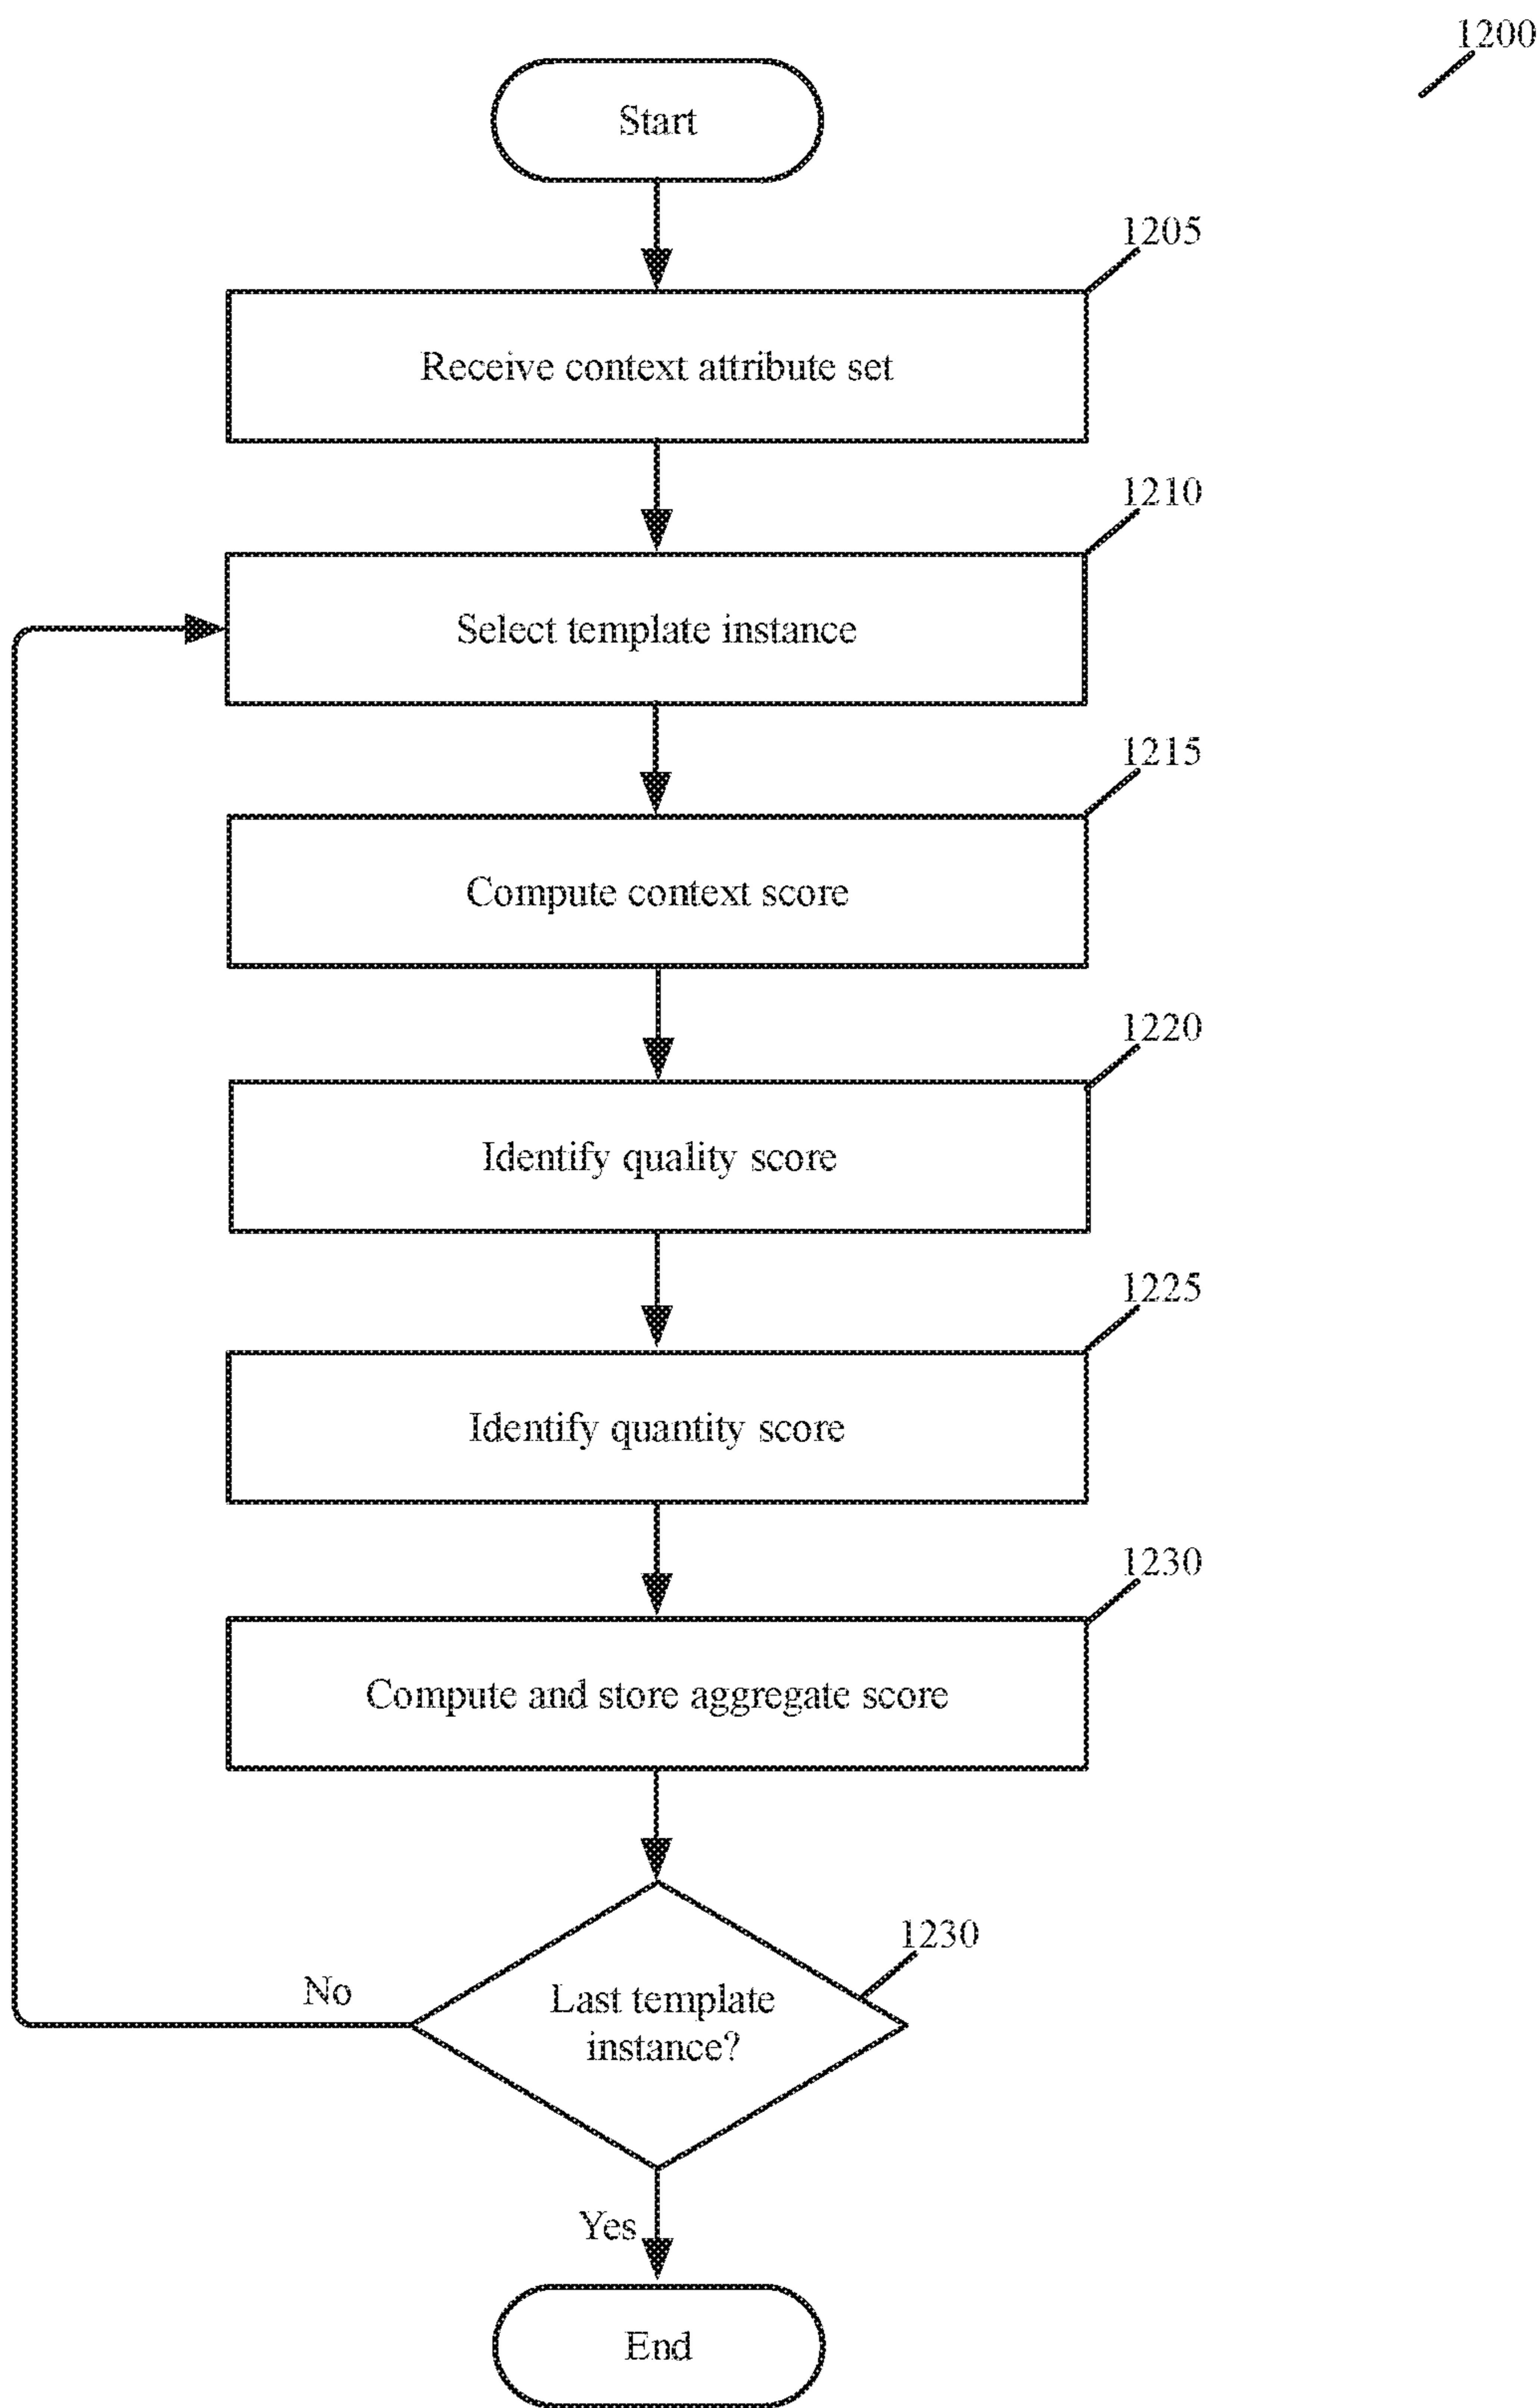 1200
Start
1205
Receive context attribute set
1210
Select template instance
1215
Compute context score
1220
Identify quality score
1225
Identify quantity score
1230
Compute and store aggregate score
1230
Last template
instance?
No
Yes
End